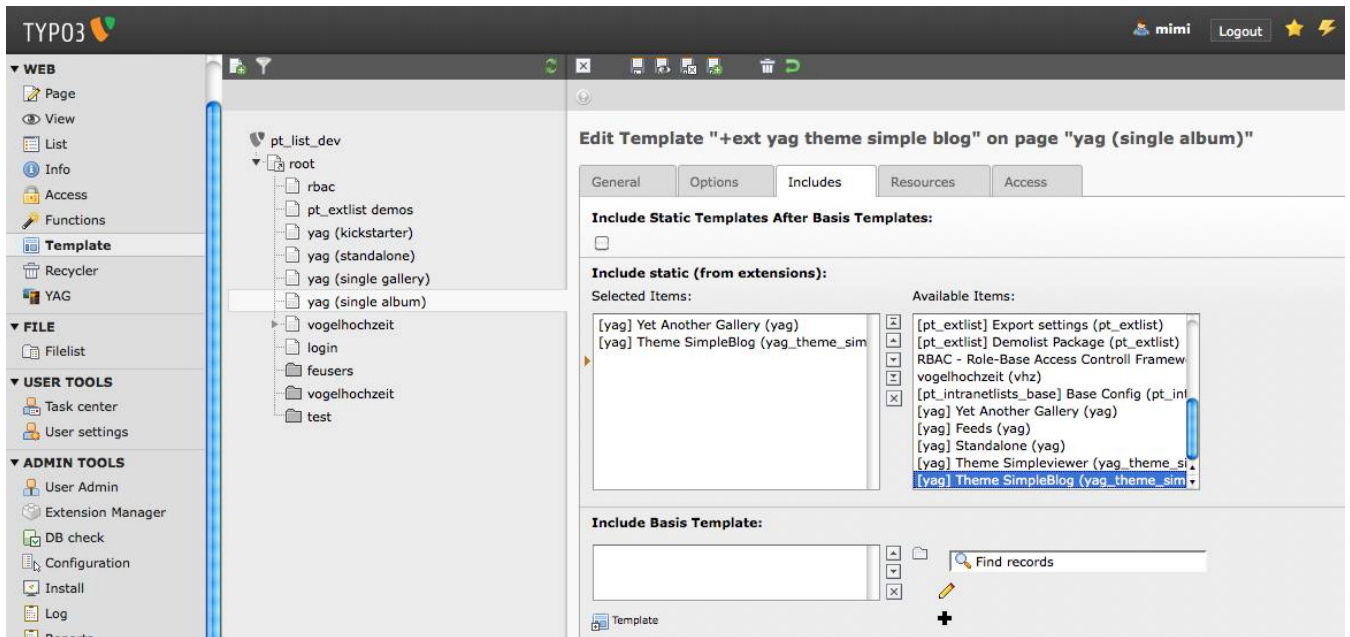 TYPO3
mimi
Logout
WEB
Page
View
List
Info
Access
Functions
Template
Recycler
YAG
FILE
Filelist
USER TOOLS
Task center
User settings
ADMIN TOOLS
User Admin
Extension Manager
DB check
Configuration
Install
Log
Reports
pt_list_dev
root
rbac
pt_extlist demos
yag (kickstarter)
yag (standalone)
yag (single gallery)
yag (single album)
vogelhochzeit
login
feusers
vogelhochzeit
test
Edit Template "+ext yag theme simple blog" on page "yag (single album)"
General Options Includes Resources Access
Include Static Templates After Basis Templates:
Include static (from extensions):
Selected Items:
[yag] Yet Another Gallery (yag)
[yag] Theme SimpleBlog (yag_theme_sim
Available Items:
[pt_extlist] Export settings (pt_extlist)
[pt_extlist] Demolist Package (pt_extlist)
RBAC - Role-Base Access Controll Framew
vogelhochzeit (vhz)
[pt_intranetlists_base] Base Config (pt_int
[yag] Yet Another Gallery (yag)
[yag] Feeds (yag)
[yag] Standalone (yag)
[yag] Theme Simpleviewer (yag_theme_si
[yag] Theme SimpleBlog (yag_theme_sim
Include Basis Template:
Find records
Template